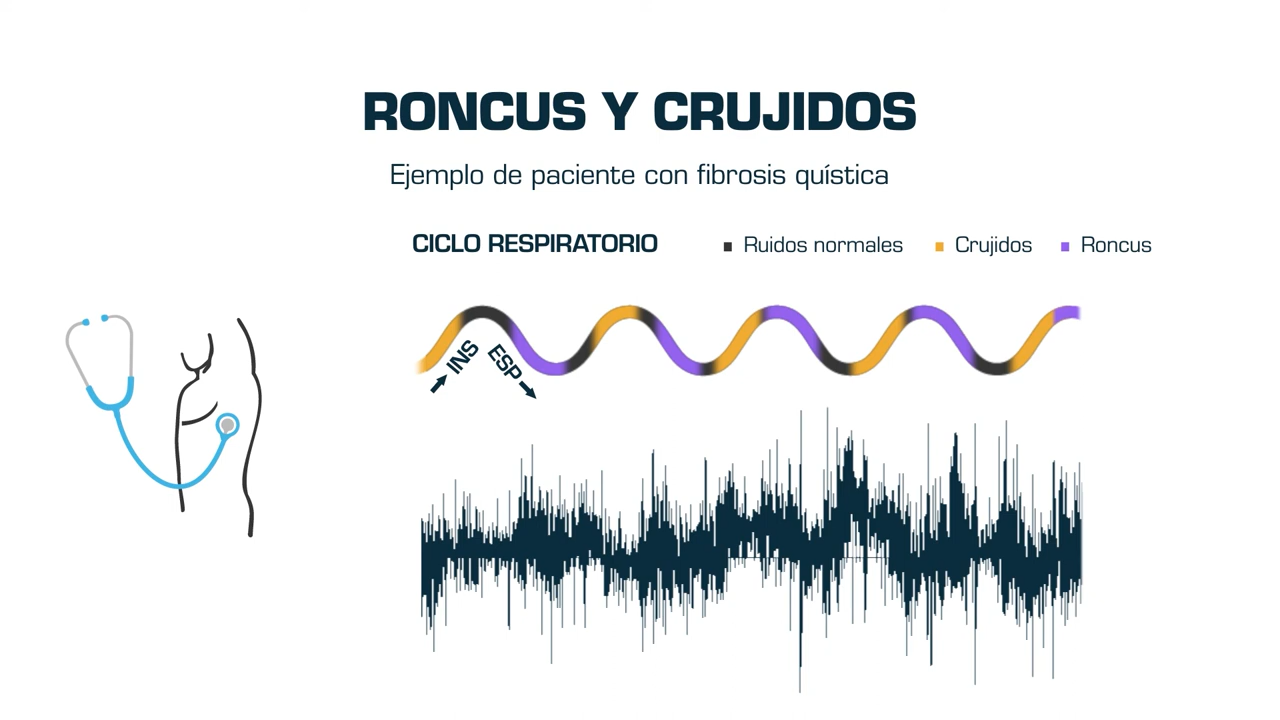 RONCUS Y CRUJIDOS
Ejemplo de paciente con fibrosis quística
CICLO RESPIRATORIO
Ruidos normales
Crujidos
Roncus
INS
ESP